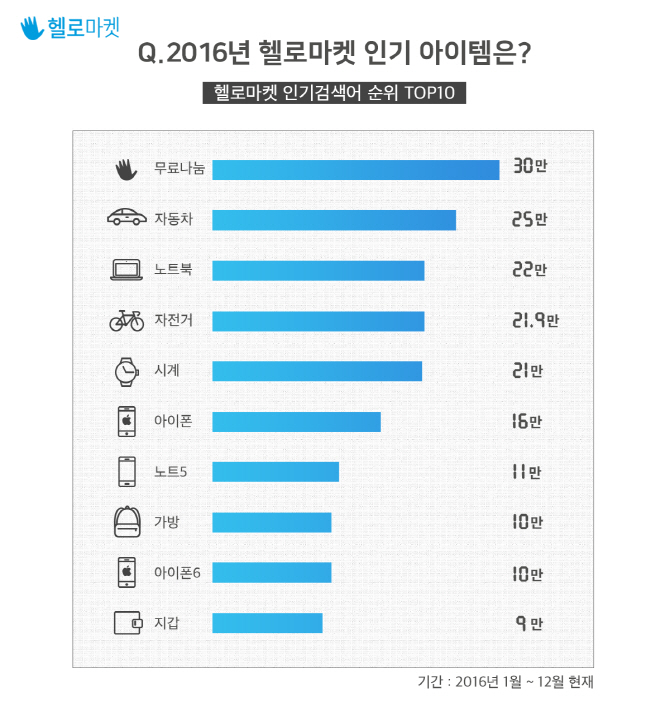 헬로마켓
Q.2016년 헬로마켓 인기 아이템은?
헬로마켓 인기검색어 순위 TOP10
무료나눔 30만
자동차 25만
노트북 22만
자전거 21.9만
시계 21만
아이폰 16만
노트5 11만
가방 10만
아이폰6 10만
지갑 9만
기간 : 2016년 1월 ~ 12월 현재